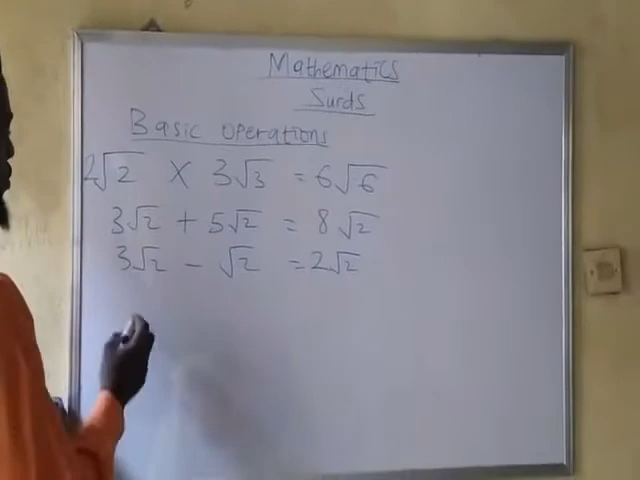 Mathematics
Surds
Basic operations
2√2 × 3√3 = 6√6
3√2 + 5√2 = 8√2
3√2 - √2 = 2√2